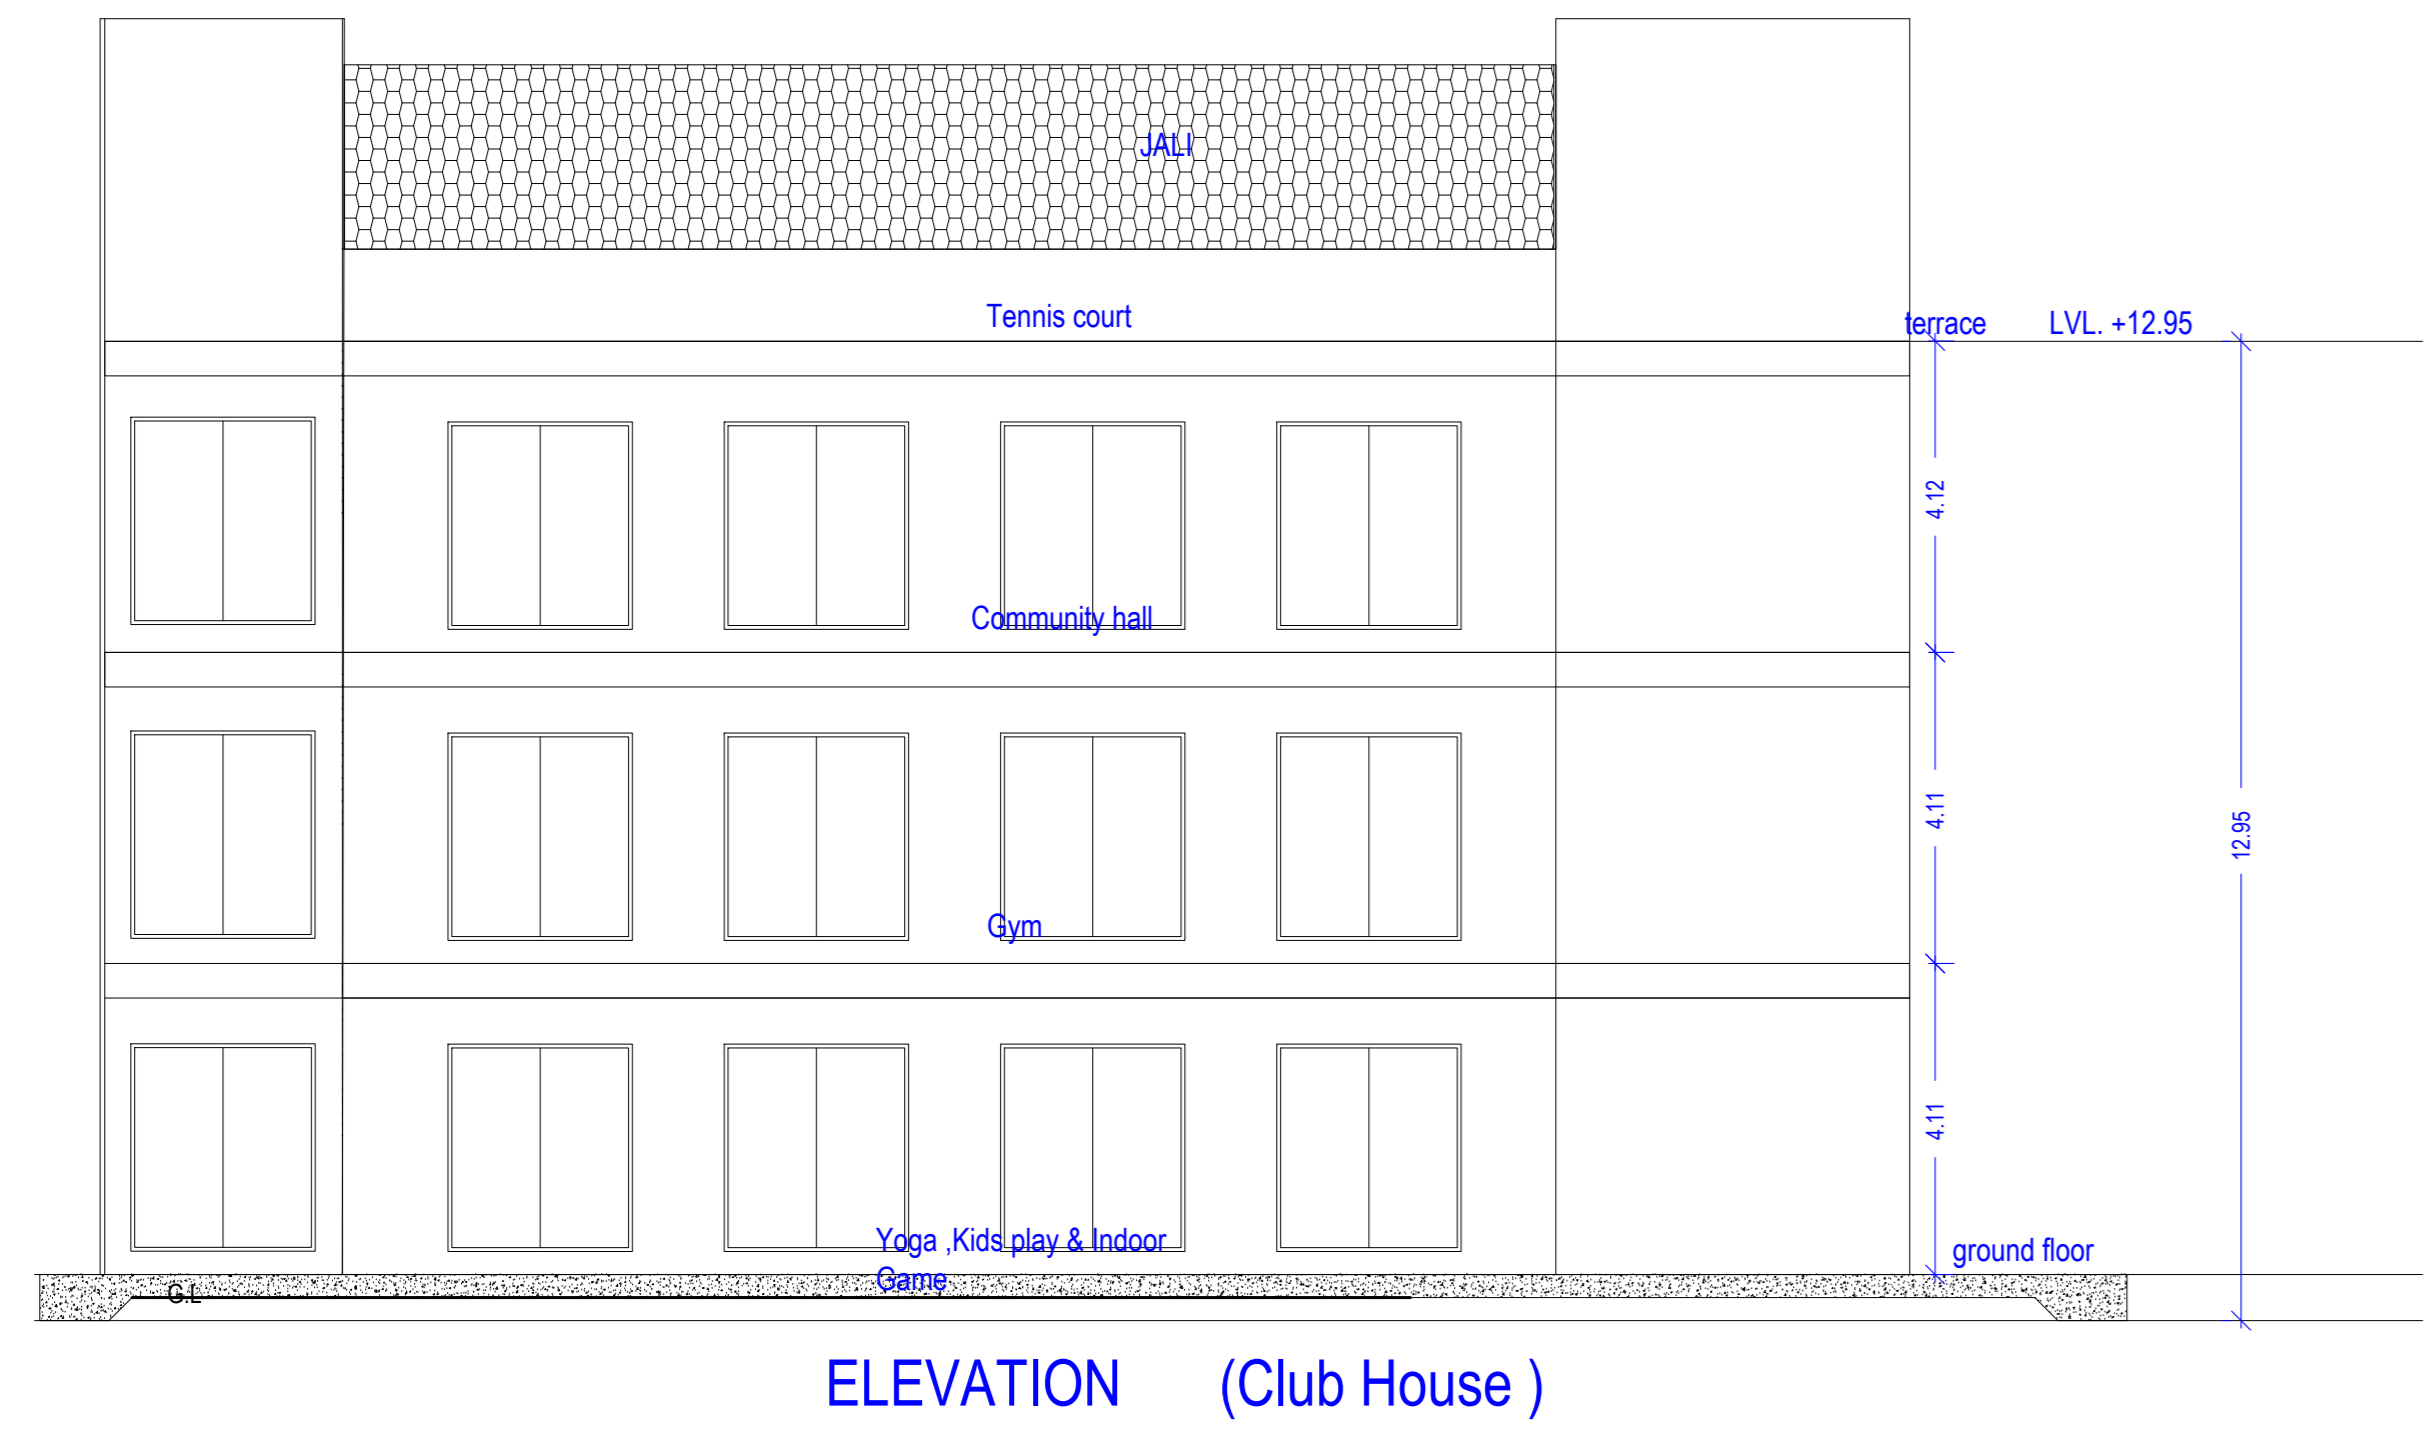 JALI
Tennis court
terrace LVL. +12.95
4.12
Community hall
4.11
12.95
Gym
4.11
Yoga ,Kids play & Indoor
Game
ground floor
G.L
ELEVATION (Club House )